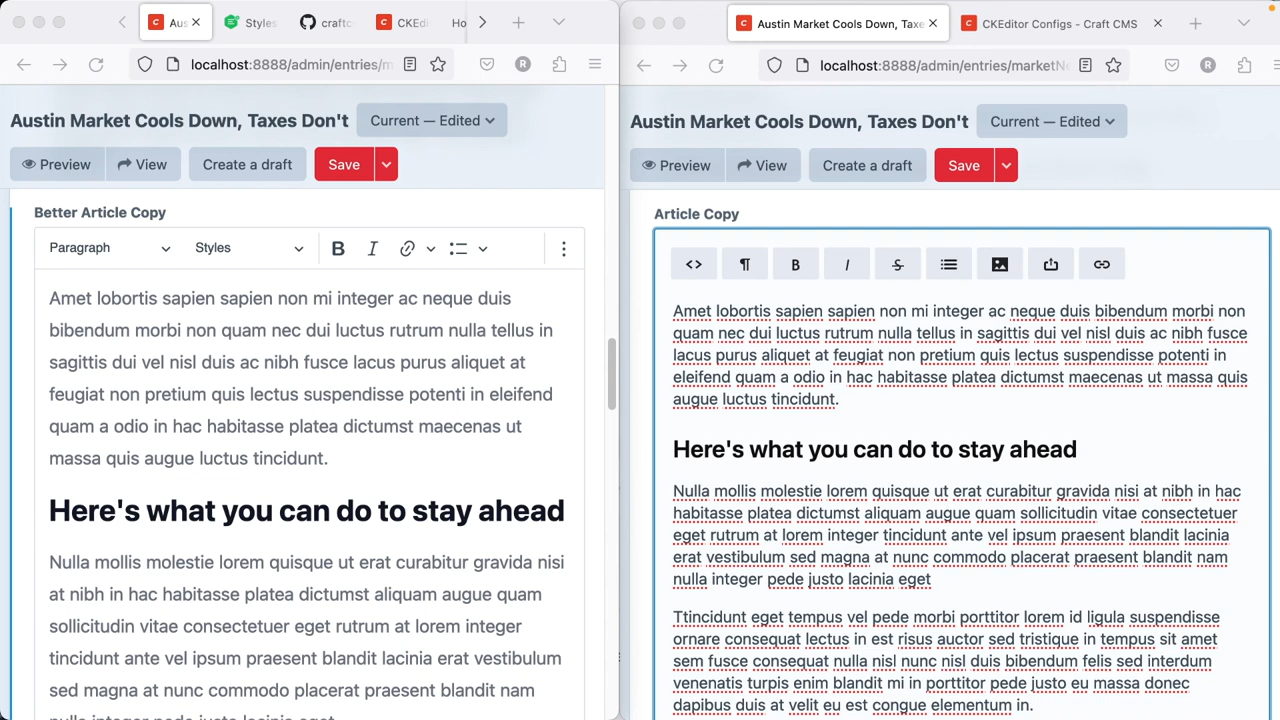 Aus
Styles
craftc
CKEdi
Ho
localhost:8888/admin/entries/m
R
Austin Market Cools Down, Taxes Don't
Current — Edited
Preview
View
Create a draft
Save
Better Article Copy
Paragraph
Styles
B
I
Amet lobortis sapien sapien non mi integer ac neque duis
bibendum morbi non quam nec dui luctus rutrum nulla tellus in
sagittis dui vel nisl duis ac nibh fusce lacus purus aliquet at
feugiat non pretium quis lectus suspendisse potenti in eleifend
quam a odio in hac habitasse platea dictumst maecenas ut
massa quis augue luctus tincidunt.
Here's what you can do to stay ahead
Nulla mollis molestie lorem quisque ut erat curabitur gravida nisi
at nibh in hac habitasse platea dictumst aliquam augue quam
sollicitudin vitae consectetuer eget rutrum at lorem integer
tincidunt ante vel ipsum praesent blandit lacinia erat vestibulum
sed magna at nunc commodo placerat praesent blandit nam
nulla integer pede justo lacinia eget
Austin Market Cools Down, Taxe
CKEditor Configs - Craft CMS
localhost:8888/admin/entries/marketNe
R
Austin Market Cools Down, Taxes Don't
Current — Edited
Preview
View
Create a draft
Save
Article Copy
B
I
S
Amet lobortis sapien sapien non mi integer ac neque duis bibendum morbi non
quam nec dui luctus rutrum nulla tellus in sagittis dui vel nisl duis ac nibh fusce
lacus purus aliquet at feugiat non pretium quis lectus suspendisse potenti in
eleifend quam a odio in hac habitasse platea dictumst maecenas ut massa quis
augue luctus tincidunt.
Here's what you can do to stay ahead
Nulla mollis molestie lorem quisque ut erat curabitur gravida nisi at nibh in hac
habitasse platea dictumst aliquam augue quam sollicitudin vitae consectetuer
eget rutrum at lorem integer tincidunt ante vel ipsum praesent blandit lacinia
erat vestibulum sed magna at nunc commodo placerat praesent blandit nam
nulla integer pede justo lacinia eget
Ttincidunt eget tempus vel pede morbi porttitor lorem id ligula suspendisse
ornare consequat lectus in est risus auctor sed tristique in tempus sit amet
sem fusce consequat nulla nisl nunc nisl duis bibendum felis sed interdum
venenatis turpis enim blandit mi in porttitor pede justo eu massa donec
dapibus duis at velit eu est congue elementum in.